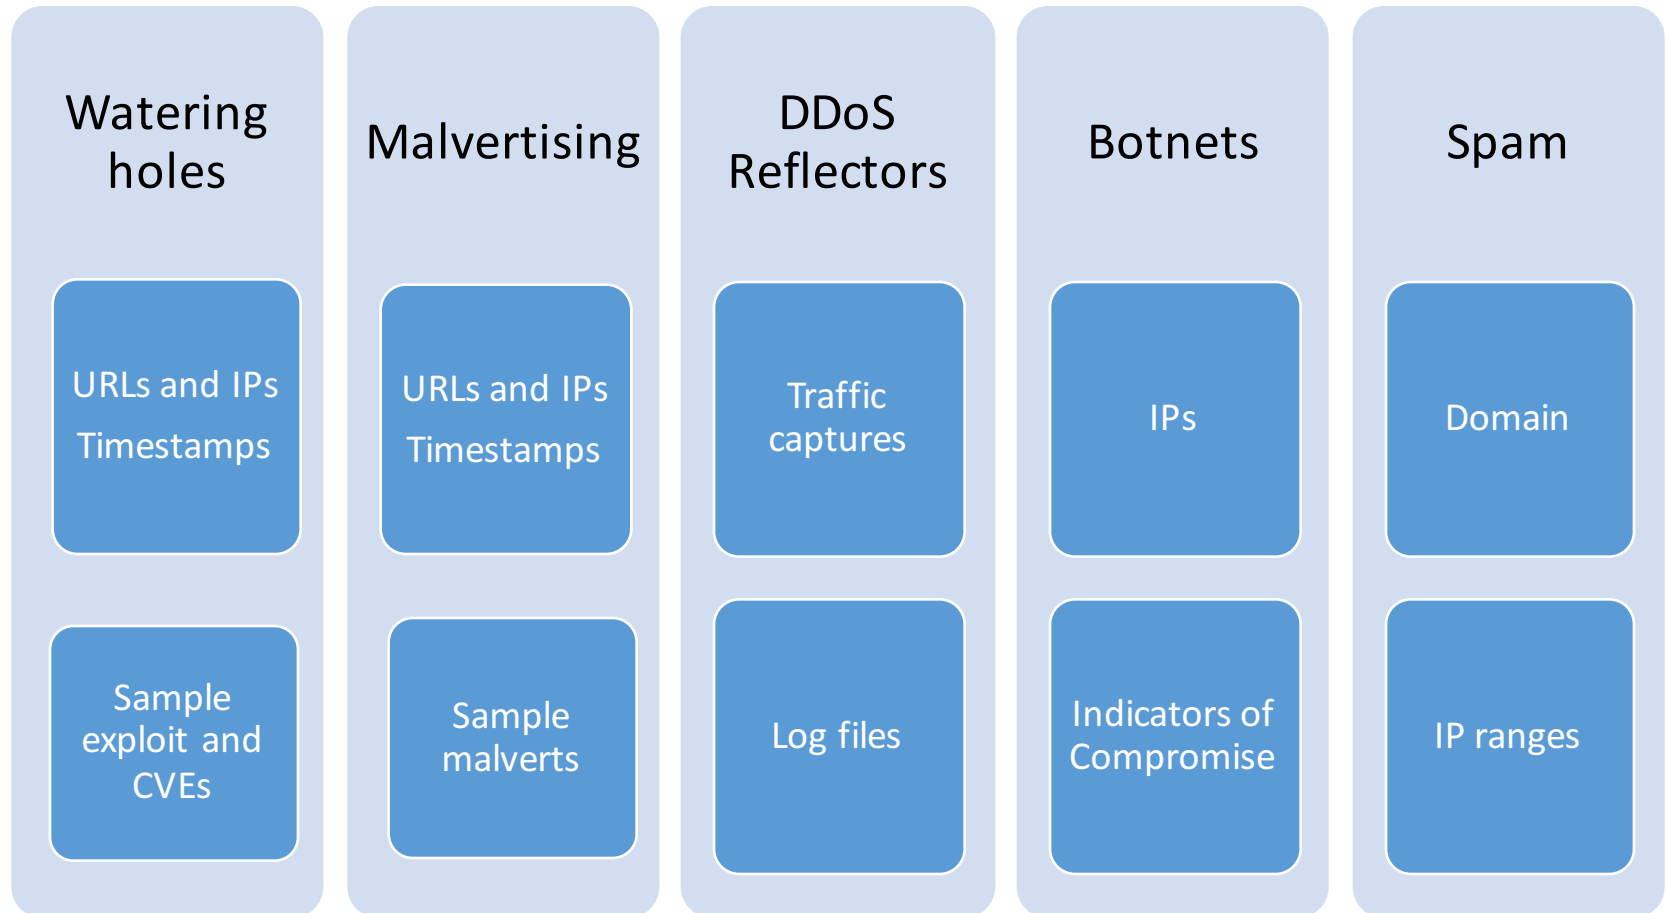 Watering
holes
URLs and IPs
Timestamps
Sample
exploit and
CVEs
Malvertising
URLs and IPs
Timestamps
Sample
malverts
DDoS
Reflectors
Traffic
captures
Log files
Botnets
IPs
Indicators of
Compromise
Spam
Domain
IP ranges